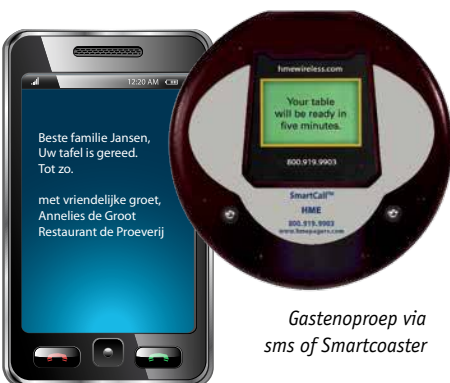 12:20 AM
Beste familie Jansen,
Uw tafel is gereed.
Tot zo.
met vriendelijke groet,
Annelies de Groot
Restaurant de Proeverij
hmewireless.com
Your table
will be ready in
five minutes.
800.919.9903
SmartCall™
HME
800.919.9903
www.hmepagers.com
Gastenoproep via
sms of Smartcoaster